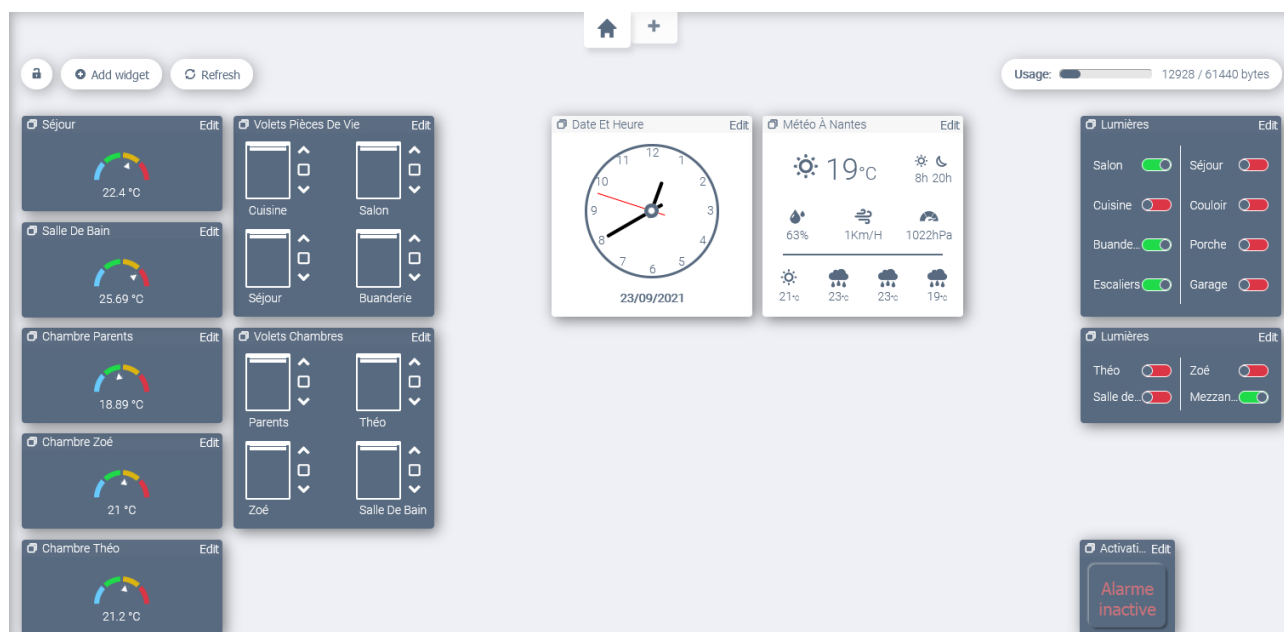 +
Add widget
Refresh
Usage: 12928 / 61440 bytes
Séjour Edit
22.4 °C
Salle De Bain Edit
25.69 °C
Chambre Parents Edit
18.89 °C
Chambre Zoé Edit
21 °C
Chambre Théo Edit
21.2 °C
Volets Pièces De Vie Edit
Cuisine Salon
Séjour Buanderie
Volets Chambres Edit
Parents Théo
Zoé Salle De Bain
Date Et Heure Edit
12
11 1
10 2
9 3
8 4
7 5
6
23/09/2021
Météo À Nantes Edit
19°C
8h 20h
63% 1Km/H 1022hPa
21°c 23°c 23°c 19°c
Lumières Edit
Salon Séjour
Cuisine Couloir
Buande... Porche
Escaliers Garage
Lumières Edit
Théo Zoé
Salle de... Mezzan...
Activati... Edit
Alarme
inactive